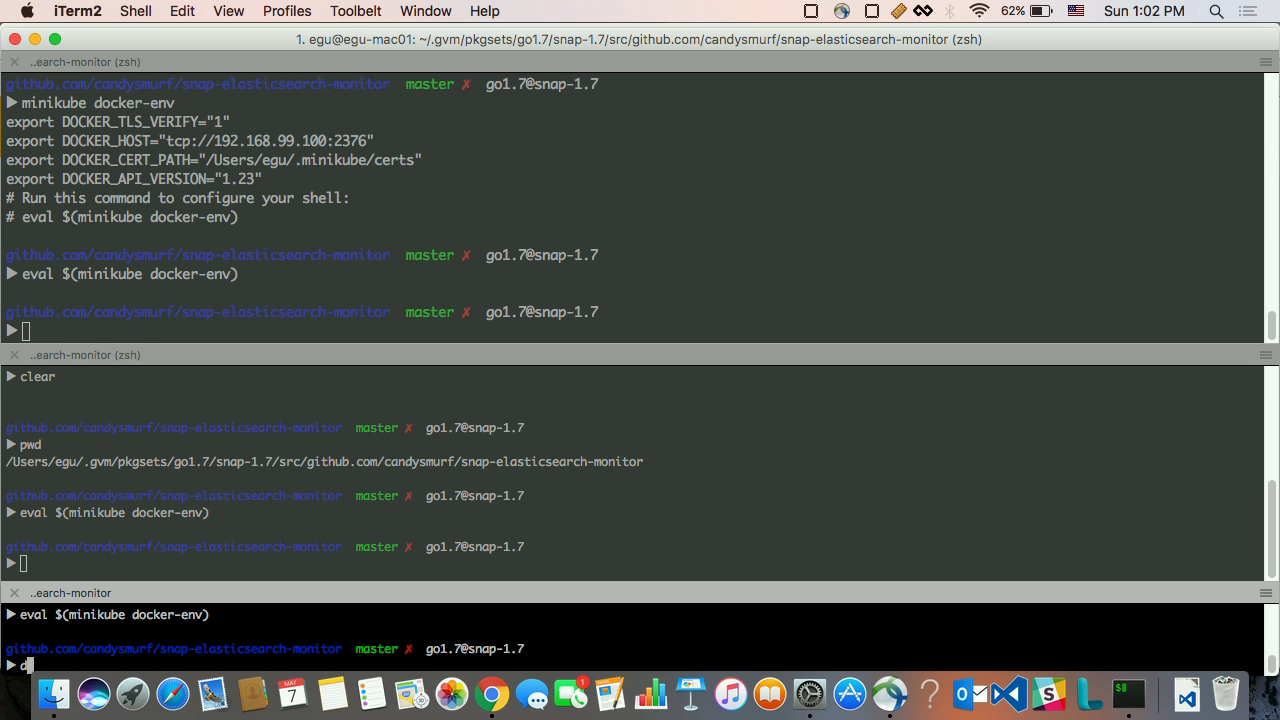 iTerm2 Shell Edit View Profiles Toolbelt Window Help 62% Sun 1:02 PM
1. egu@egu-mac01: ~/.gvm/pkgsets/go1.7/snap-1.7/src/github.com/candysmurf/snap-elasticsearch-monitor (zsh)
..earch-monitor (zsh)
github.com/candysmurf/snap-elasticsearch-monitor master ✗ go1.7@snap-1.7
▶ minikube docker-env
export DOCKER_TLS_VERIFY="1"
export DOCKER_HOST="tcp://192.168.99.100:2376"
export DOCKER_CERT_PATH="/Users/egu/.minikube/certs"
export DOCKER_API_VERSION="1.23"
# Run this command to configure your shell:
# eval $(minikube docker-env)
github.com/candysmurf/snap-elasticsearch-monitor master ✗ go1.7@snap-1.7
▶ eval $(minikube docker-env)
github.com/candysmurf/snap-elasticsearch-monitor master ✗ go1.7@snap-1.7
▶
..earch-monitor (zsh)
▶ clear
github.com/candysmurf/snap-elasticsearch-monitor master ✗ go1.7@snap-1.7
▶ pwd
/Users/egu/.gvm/pkgsets/go1.7/snap-1.7/src/github.com/candysmurf/snap-elasticsearch-monitor
github.com/candysmurf/snap-elasticsearch-monitor master ✗ go1.7@snap-1.7
▶ eval $(minikube docker-env)
github.com/candysmurf/snap-elasticsearch-monitor master ✗ go1.7@snap-1.7
▶
..earch-monitor
▶ eval $(minikube docker-env)
github.com/candysmurf/snap-elasticsearch-monitor master ✗ go1.7@snap-1.7
▶ d
MAY
7
1
?
S
$